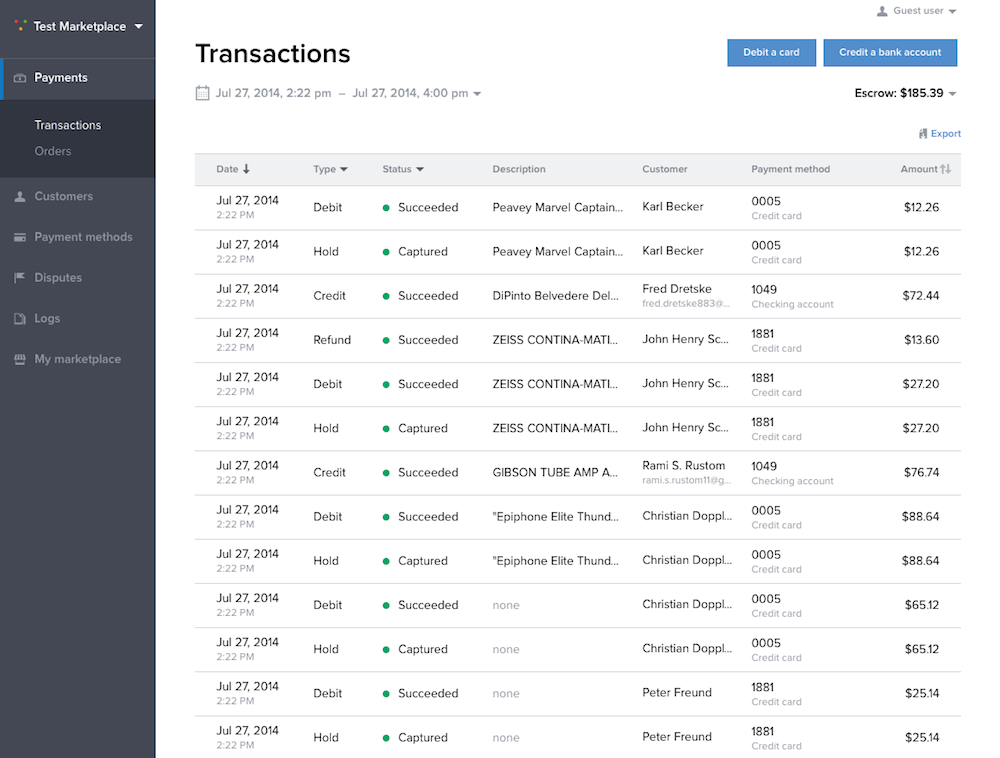 Test Marketplace
Payments
Transactions
Orders
Customers
Payment methods
Disputes
Logs
My marketplace
Guest user
Transactions
Debit a card Credit a bank account
Jul 27, 2014, 2:22 pm – Jul 27, 2014, 4:00 pm
Escrow: $185.39
Export
Date Type Status Description Customer Payment method Amount
Jul 27, 2014 Debit Succeeded Peavey Marvel Captain... Karl Becker 0005 $12.26
2:22 PM Credit card
Jul 27, 2014 Hold Captured Peavey Marvel Captain... Karl Becker 0005 $12.26
2:22 PM Credit card
Jul 27, 2014 Credit Succeeded DiPinto Belvedere Del... Fred Dretske 1049 $72.44
2:22 PM fred.dretske883@... Checking account
Jul 27, 2014 Refund Succeeded ZEISS CONTINA-MATI... John Henry Sc... 1881 $13.60
2:22 PM Credit card
Jul 27, 2014 Debit Succeeded ZEISS CONTINA-MATI... John Henry Sc... 1881 $27.20
2:22 PM Credit card
Jul 27, 2014 Hold Captured ZEISS CONTINA-MATI... John Henry Sc... 1881 $27.20
2:22 PM Credit card
Jul 27, 2014 Credit Succeeded GIBSON TUBE AMP A... Rami S. Rustom 1049 $76.74
2:22 PM rami.s.rustom11@g... Checking account
Jul 27, 2014 Debit Succeeded "Epiphone Elite Thund... Christian Doppl... 0005 $88.64
2:22 PM Credit card
Jul 27, 2014 Hold Captured "Epiphone Elite Thund... Christian Doppl... 0005 $88.64
2:22 PM Credit card
Jul 27, 2014 Debit Succeeded none Christian Doppl... 0005 $65.12
2:22 PM Credit card
Jul 27, 2014 Hold Captured none Christian Doppl... 0005 $65.12
2:22 PM Credit card
Jul 27, 2014 Debit Succeeded none Peter Freund 1881 $25.14
2:22 PM Credit card
Jul 27, 2014 Hold Captured none Peter Freund 1881 $25.14
2:22 PM Credit card